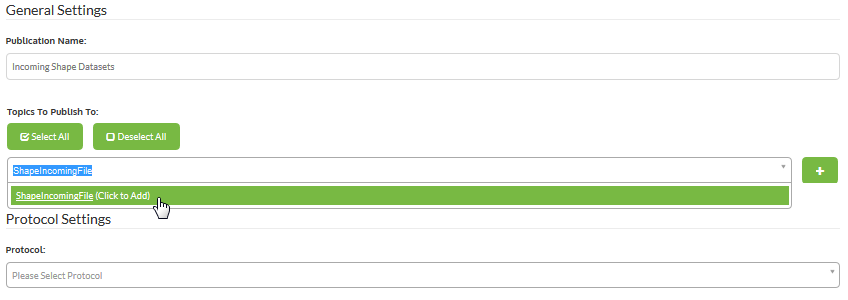 General Settings
Publication Name:
Incoming Shape Datasets
Topics To Publish To:
Select All Deselect All
ShapeIncomingFile
ShapeIncomingFile (Click to Add)
Protocol Settings
Protocol:
Please Select Protocol